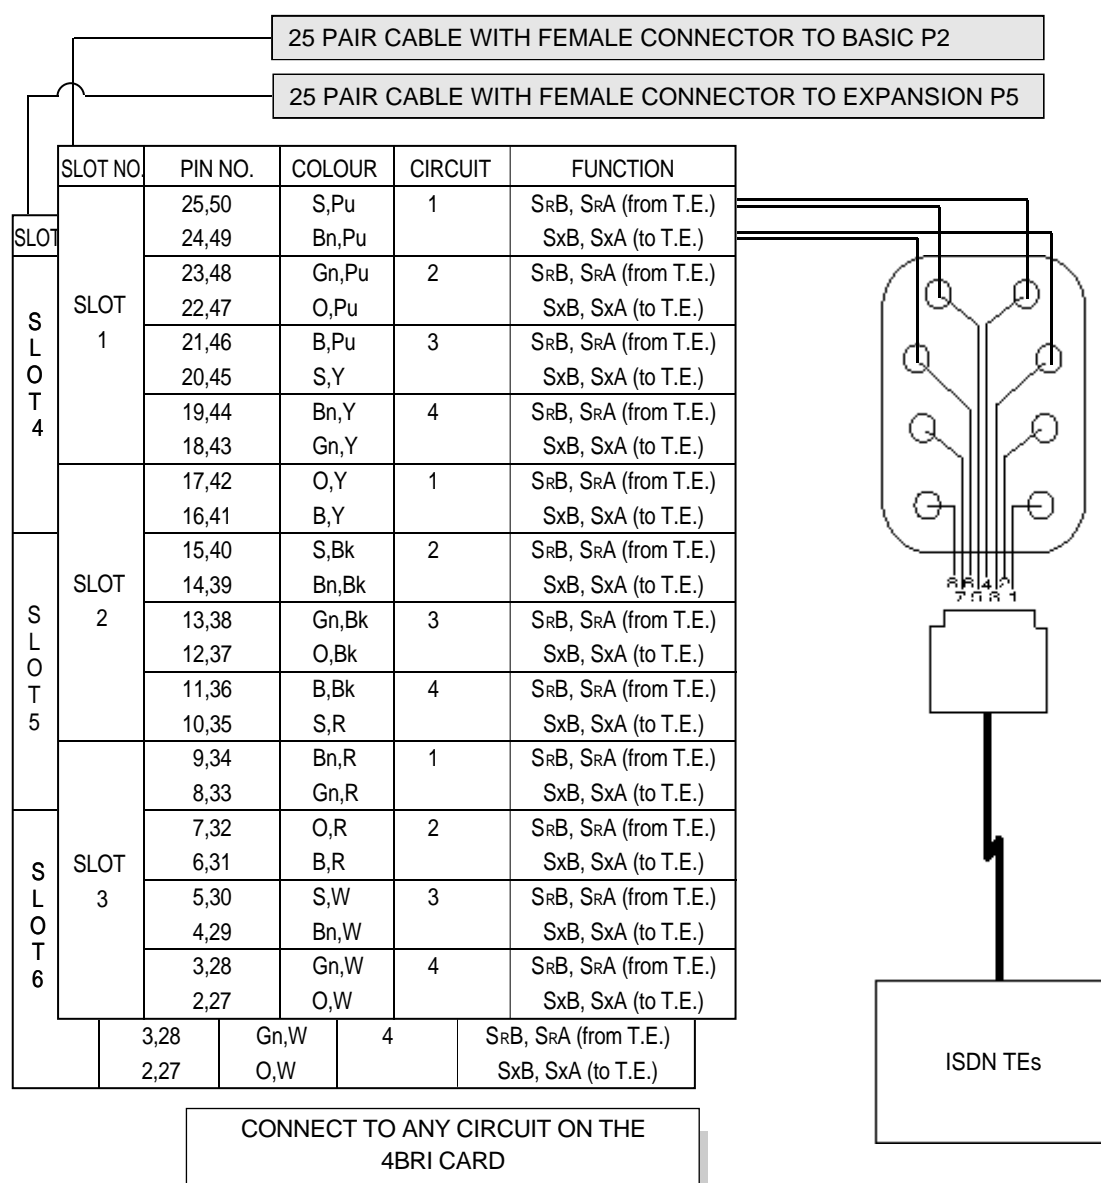 25 PAIR CABLE WITH FEMALE CONNECTOR TO BASIC P2
25 PAIR CABLE WITH FEMALE CONNECTOR TO EXPANSION P5
SLOT NO. PIN NO. COLOUR CIRCUIT FUNCTION
25,50 S,Pu 1 SRB, SRA (from T.E.)
SLOT
24,49 Bn,Pu SxB, SxA (to T.E.)
23,48 Gn,Pu 2 SRB, SRA (from T.E.)
SLOT 1
22,47 O,Pu SxB, SxA (to T.E.)
21,46 B,Pu 3 SRB, SRA (from T.E.)
20,45 S,Y SxB, SxA (to T.E.)
SLOT 4
19,44 Bn,Y 4 SRB, SRA (from T.E.)
18,43 Gn,Y SxB, SxA (to T.E.)
17,42 O,Y 1 SRB, SRA (from T.E.)
16,41 B,Y SxB, SxA (to T.E.)
15,40 S,Bk 2 SRB, SRA (from T.E.)
SLOT 2
14,39 Bn,Bk SxB, SxA (to T.E.)
13,38 Gn,Bk 3 SRB, SRA (from T.E.)
12,37 O,Bk SxB, SxA (to T.E.)
SLOT 5
11,36 B,Bk 4 SRB, SRA (from T.E.)
10,35 S,R SxB, SxA (to T.E.)
9,34 Bn,R 1 SRB, SRA (from T.E.)
8,33 Gn,R SxB, SxA (to T.E.)
7,32 O,R 2 SRB, SRA (from T.E.)
SLOT 3
6,31 B,R SxB, SxA (to T.E.)
5,30 S,W 3 SRB, SRA (from T.E.)
4,29 Bn,W SxB, SxA (to T.E.)
SLOT 6
3,28 Gn,W 4 SRB, SRA (from T.E.)
2,27 O,W SxB, SxA (to T.E.)
3,28 Gn,W 4 SRB, SRA (from T.E.)
2,27 O,W SxB, SxA (to T.E.)
8 6 4 2
7 5 3 1
ISDN TEs
CONNECT TO ANY CIRCUIT ON THE
4BRI CARD